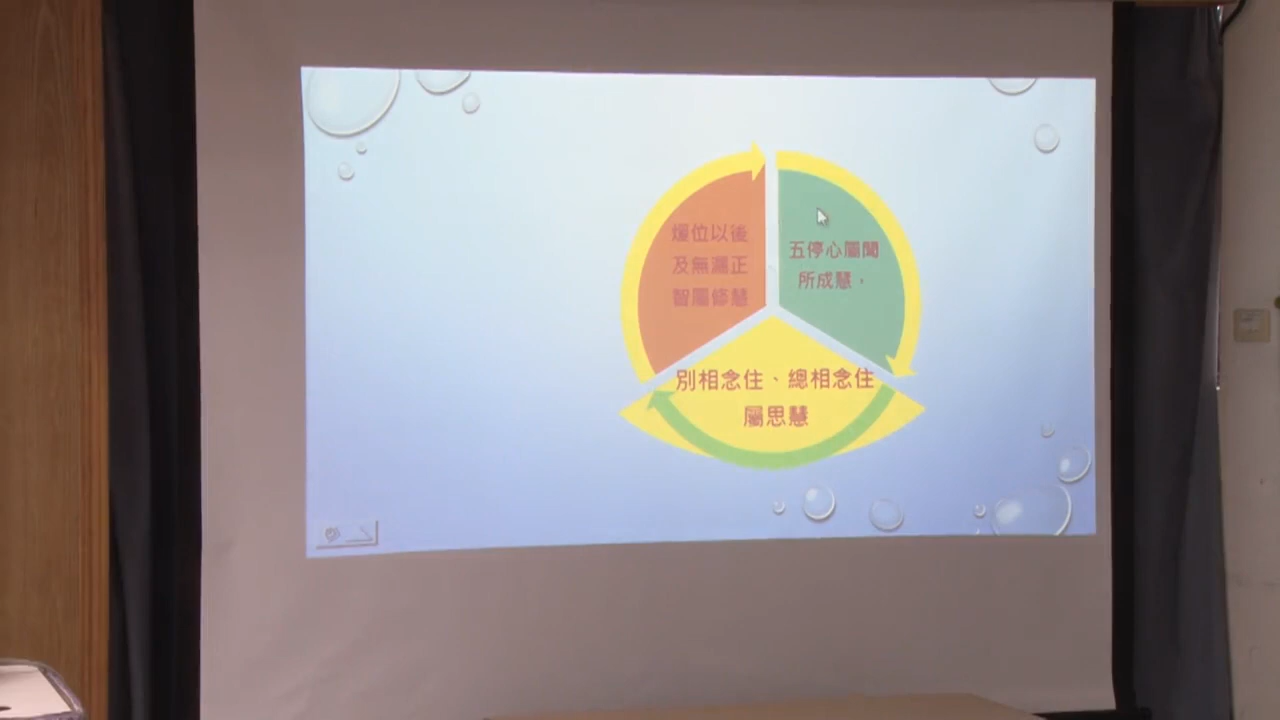 五停心屬聞
所成慧，
別相念住、總相念住
屬思慧
煖位以後
及無漏正
智屬修慧